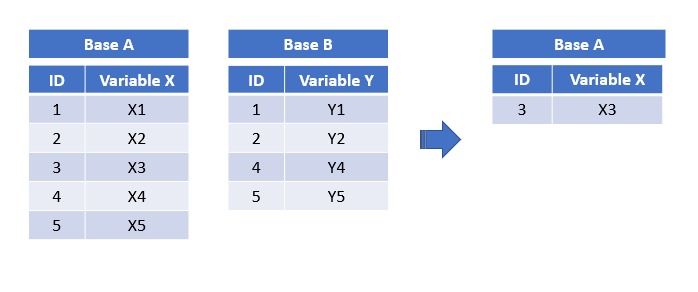 Base A
ID Variable X
1 X1
2 X2
3 X3
4 X4
5 X5
Base B
ID Variable Y
1 Y1
2 Y2
4 Y4
5 Y5
Base A
ID Variable X
3 X3